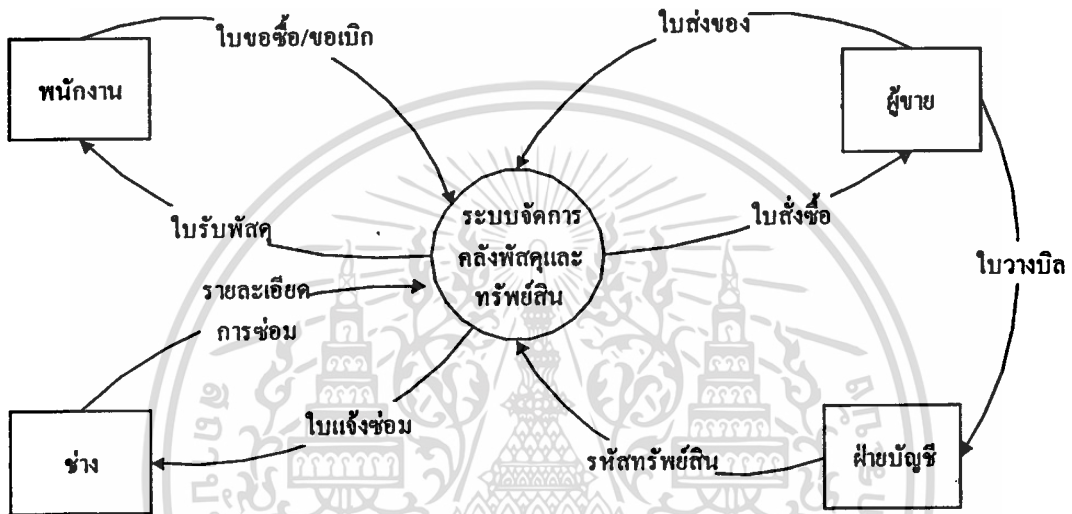 ใบขอซื้อ/ขอเบิก
ใบส่งของ
พนักงาน
ผู้ขาย
ระบบจัดการ
คลังพัสดุและ
ทรัพย์สิน
ใบรับพัสดุ
ใบสั่งซื้อ
ใบวางบิล
รายละเอียด
การซ่อม
ใบแจ้งซ่อม
ช่าง
รหัสทรัพย์สิน
ฝ่ายบัญชี